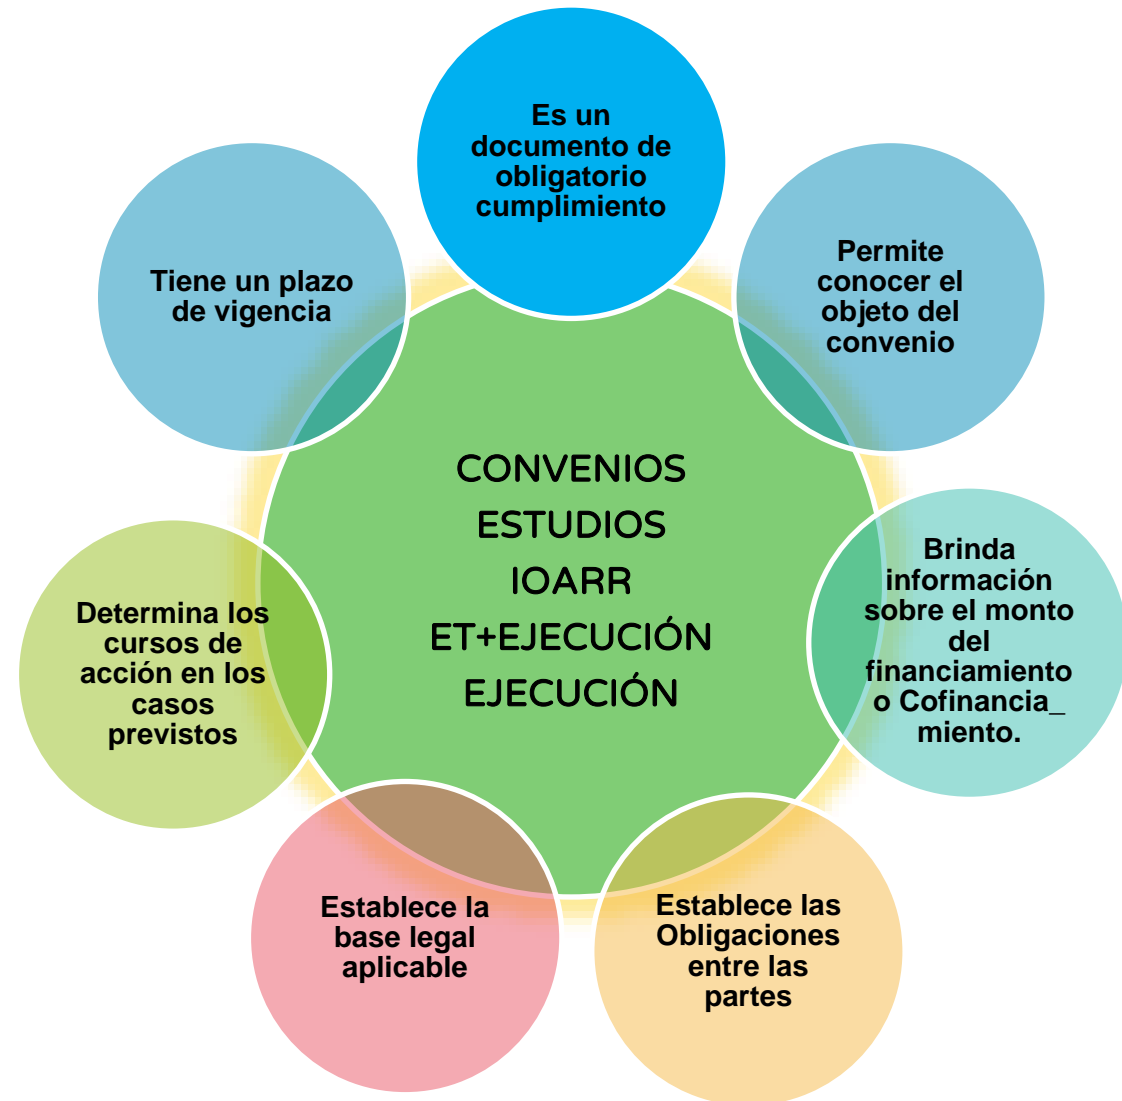 Es un
documento de
obligatorio
cumplimiento
Permite
conocer el
objeto del
convenio
Brinda
información
sobre el monto
del
financiamiento
o Cofinancia_
miento.
Establece las
Obligaciones
entre las
partes
Establece la
base legal
aplicable
Determina los
cursos de
acción en los
casos
previstos
Tiene un plazo
de vigencia
CONVENIOS
ESTUDIOS
IOARR
ET+EJECUCIÓN
EJECUCIÓN